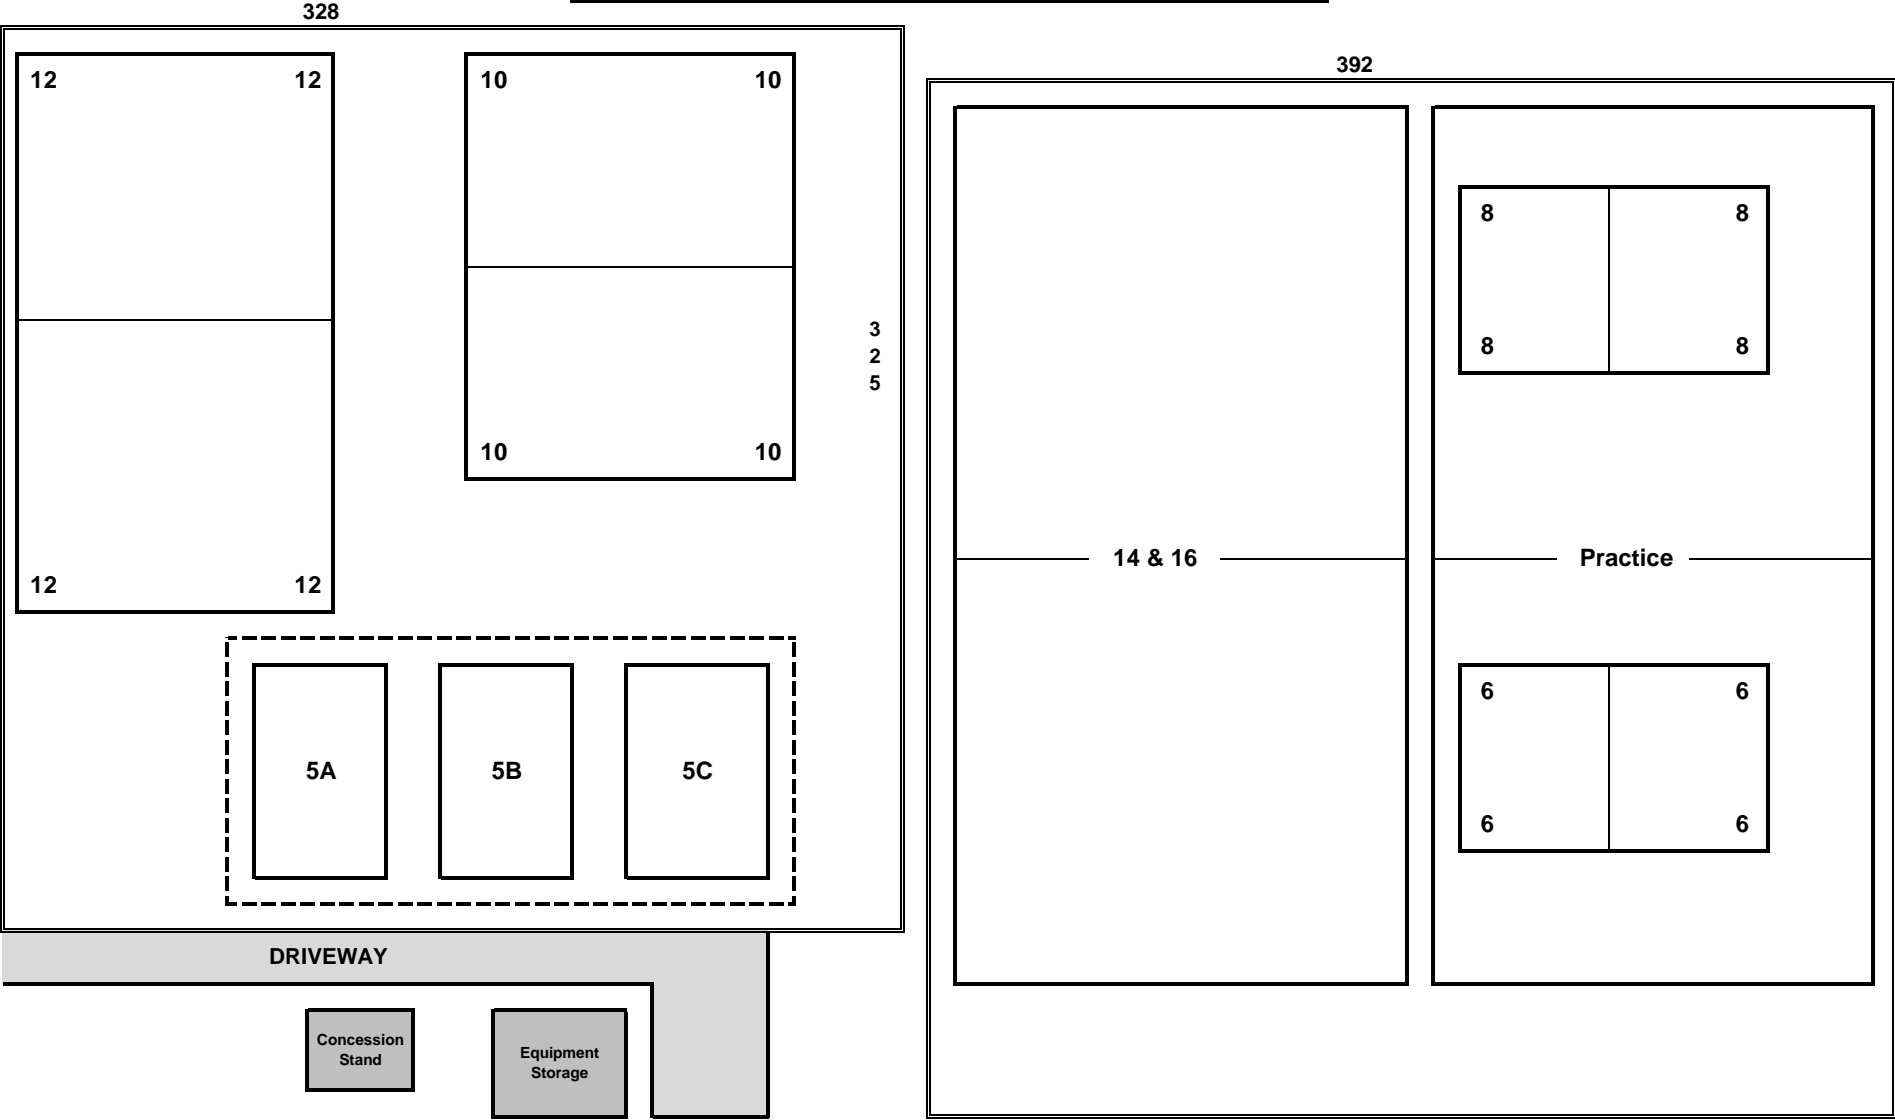 328
12 12
10 10
3
2
5
10 10
12 12
5A 5B 5C
DRIVEWAY
Concession
Stand
Equipment
Storage
392
8 8
8 8
14 & 16
Practice
6 6
6 6